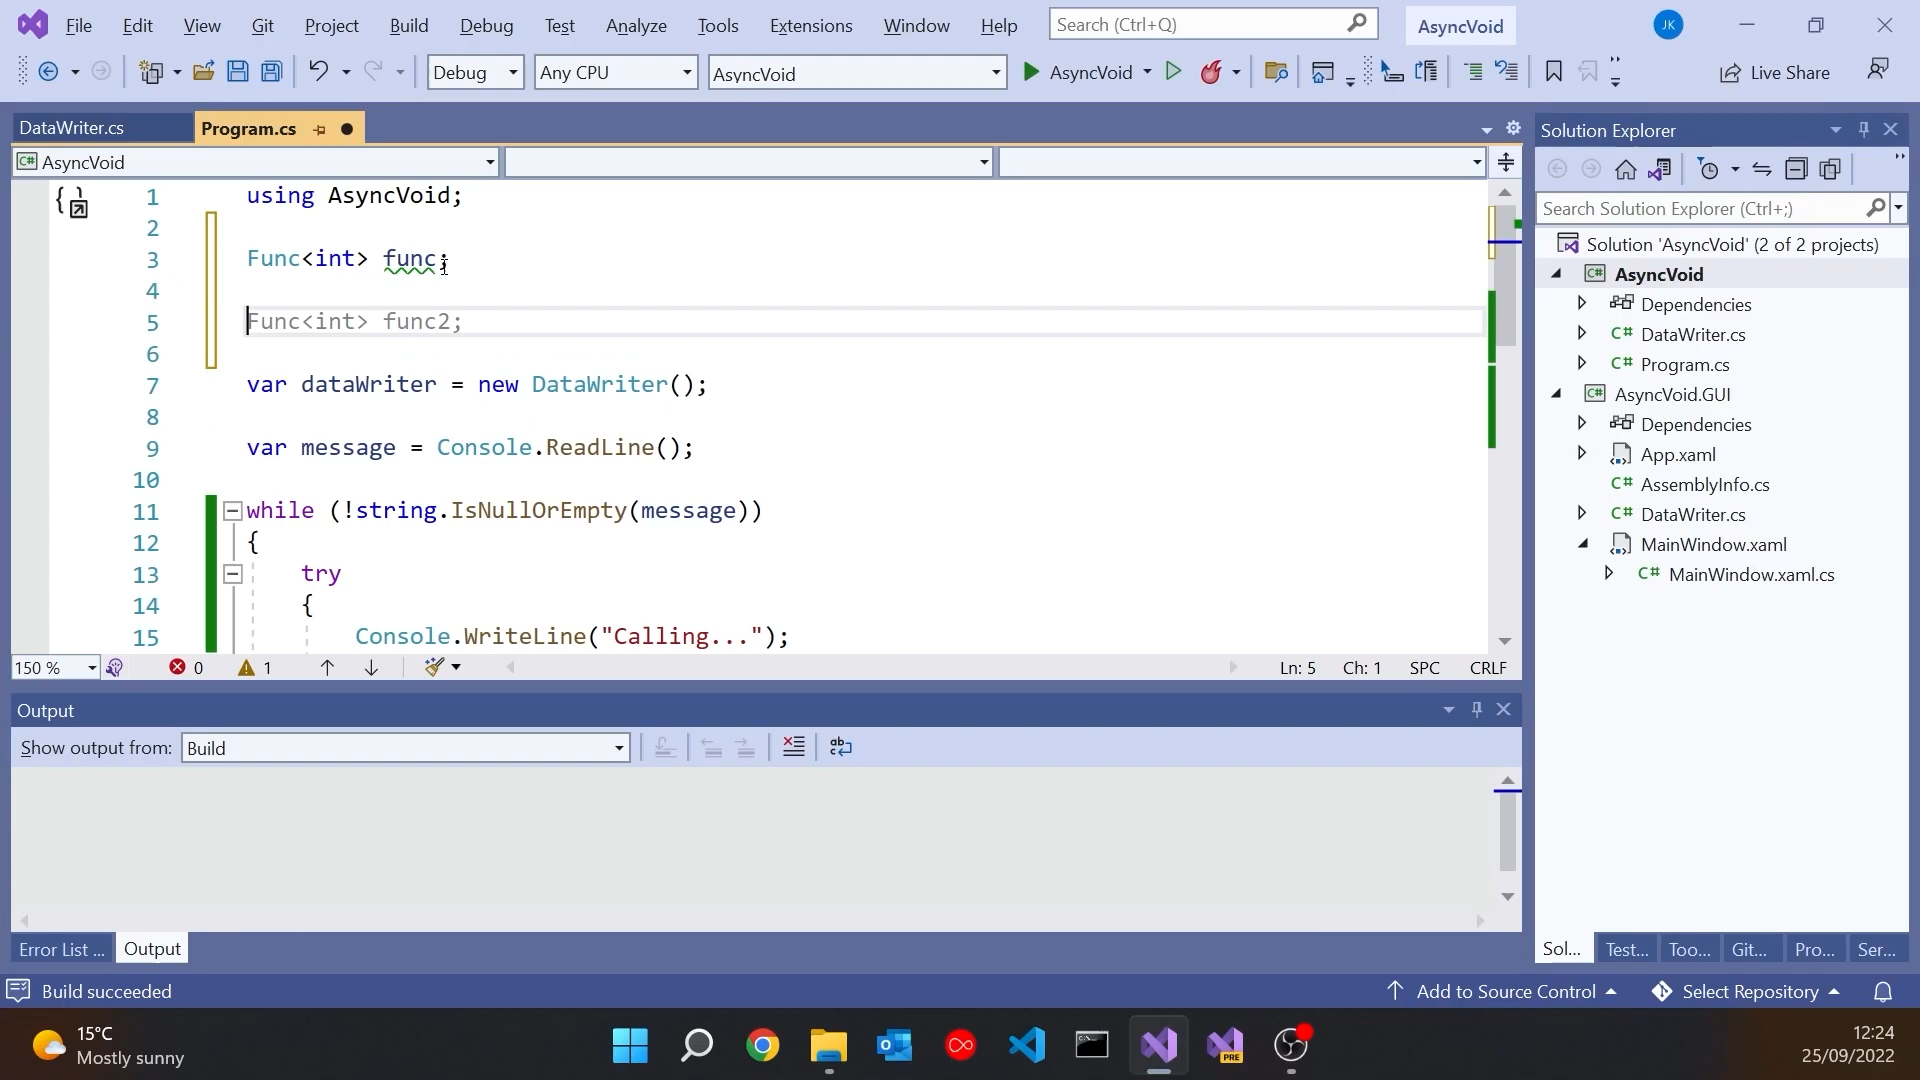 File Edit View Git Project Build Debug Test Analyze Tools Extensions Window Help Search (Ctrl+Q) AsyncVoid JK
Debug Any CPU AsyncVoid AsyncVoid Live Share
DataWriter.cs Program.cs
AsyncVoid
1 using AsyncVoid;
2
3 Func<int> func;
4
5 Func<int> func2;
6
7 var dataWriter = new DataWriter();
8
9 var message = Console.ReadLine();
10
11 while (!string.IsNullOrEmpty(message))
12 {
13 try
14 {
15 Console.WriteLine("Calling...");
150 % 0 1 Ln: 5 Ch: 1 SPC CRLF
Output
Show output from: Build
Error List ... Output
Solution Explorer
Search Solution Explorer (Ctrl+;)
Solution 'AsyncVoid' (2 of 2 projects)
C# AsyncVoid
Dependencies
C# DataWriter.cs
C# Program.cs
C# AsyncVoid.GUI
Dependencies
App.xaml
C# AssemblyInfo.cs
C# DataWriter.cs
MainWindow.xaml
C# MainWindow.xaml.cs
Sol... Test... Too... Git... Pro... Ser...
Build succeeded Add to Source Control Select Repository
15°C
Mostly sunny
PRE
12:24
25/09/2022